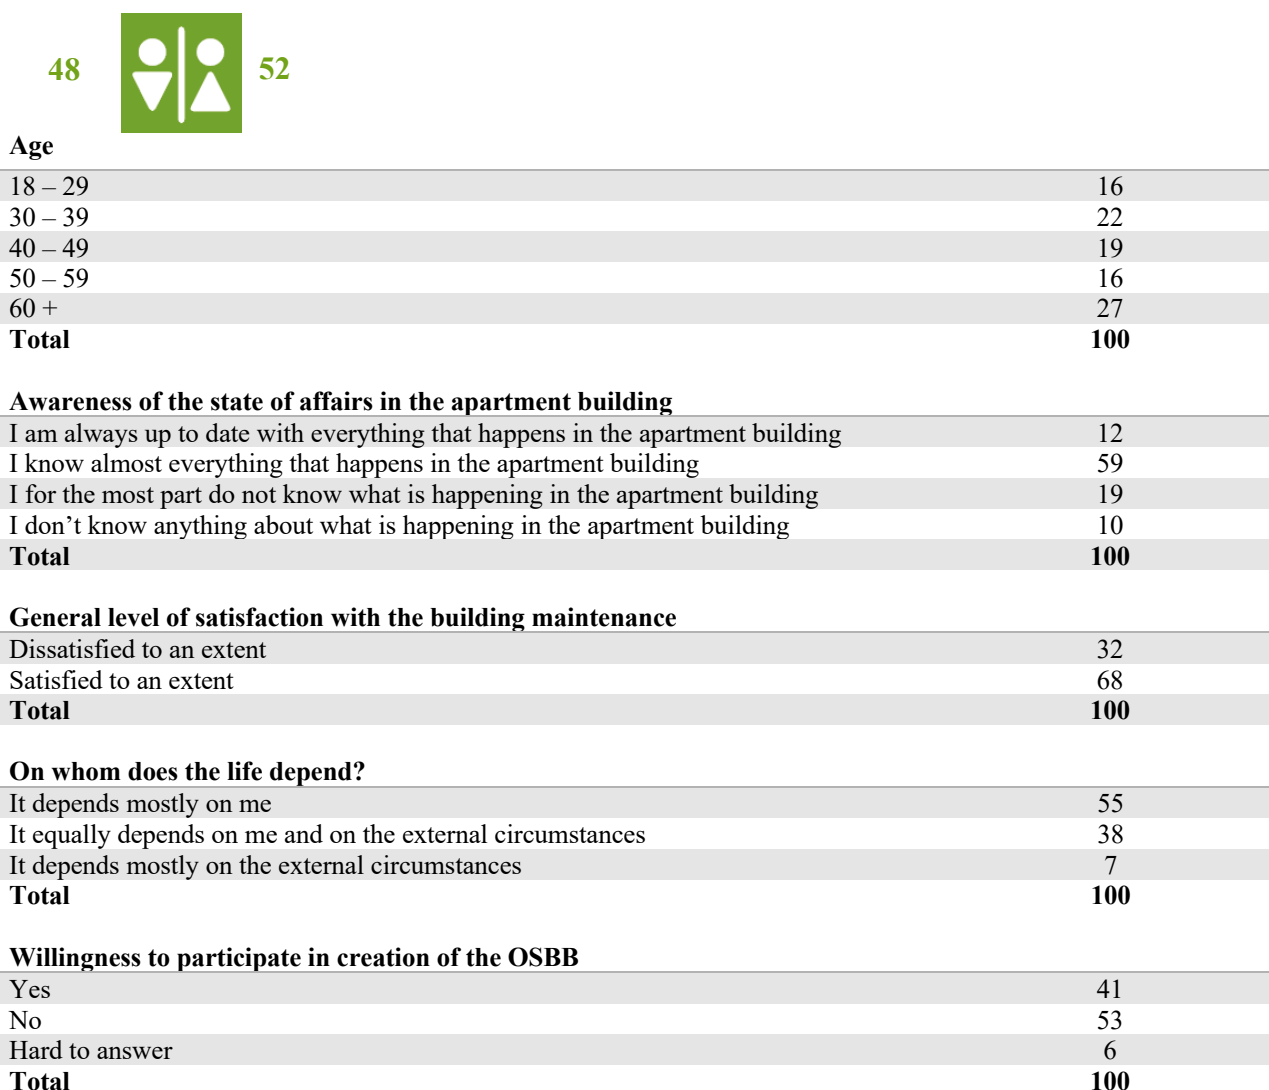 48 52
Age
18 – 29 16
30 – 39 22
40 – 49 19
50 – 59 16
60 + 27
Total 100
Awareness of the state of affairs in the apartment building
I am always up to date with everything that happens in the apartment building 12
I know almost everything that happens in the apartment building 59
I for the most part do not know what is happening in the apartment building 19
I don’t know anything about what is happening in the apartment building 10
Total 100
General level of satisfaction with the building maintenance
Dissatisfied to an extent 32
Satisfied to an extent 68
Total 100
On whom does the life depend?
It depends mostly on me 55
It equally depends on me and on the external circumstances 38
It depends mostly on the external circumstances 7
Total 100
Willingness to participate in creation of the OSBB
Yes 41
No 53
Hard to answer 6
Total 100